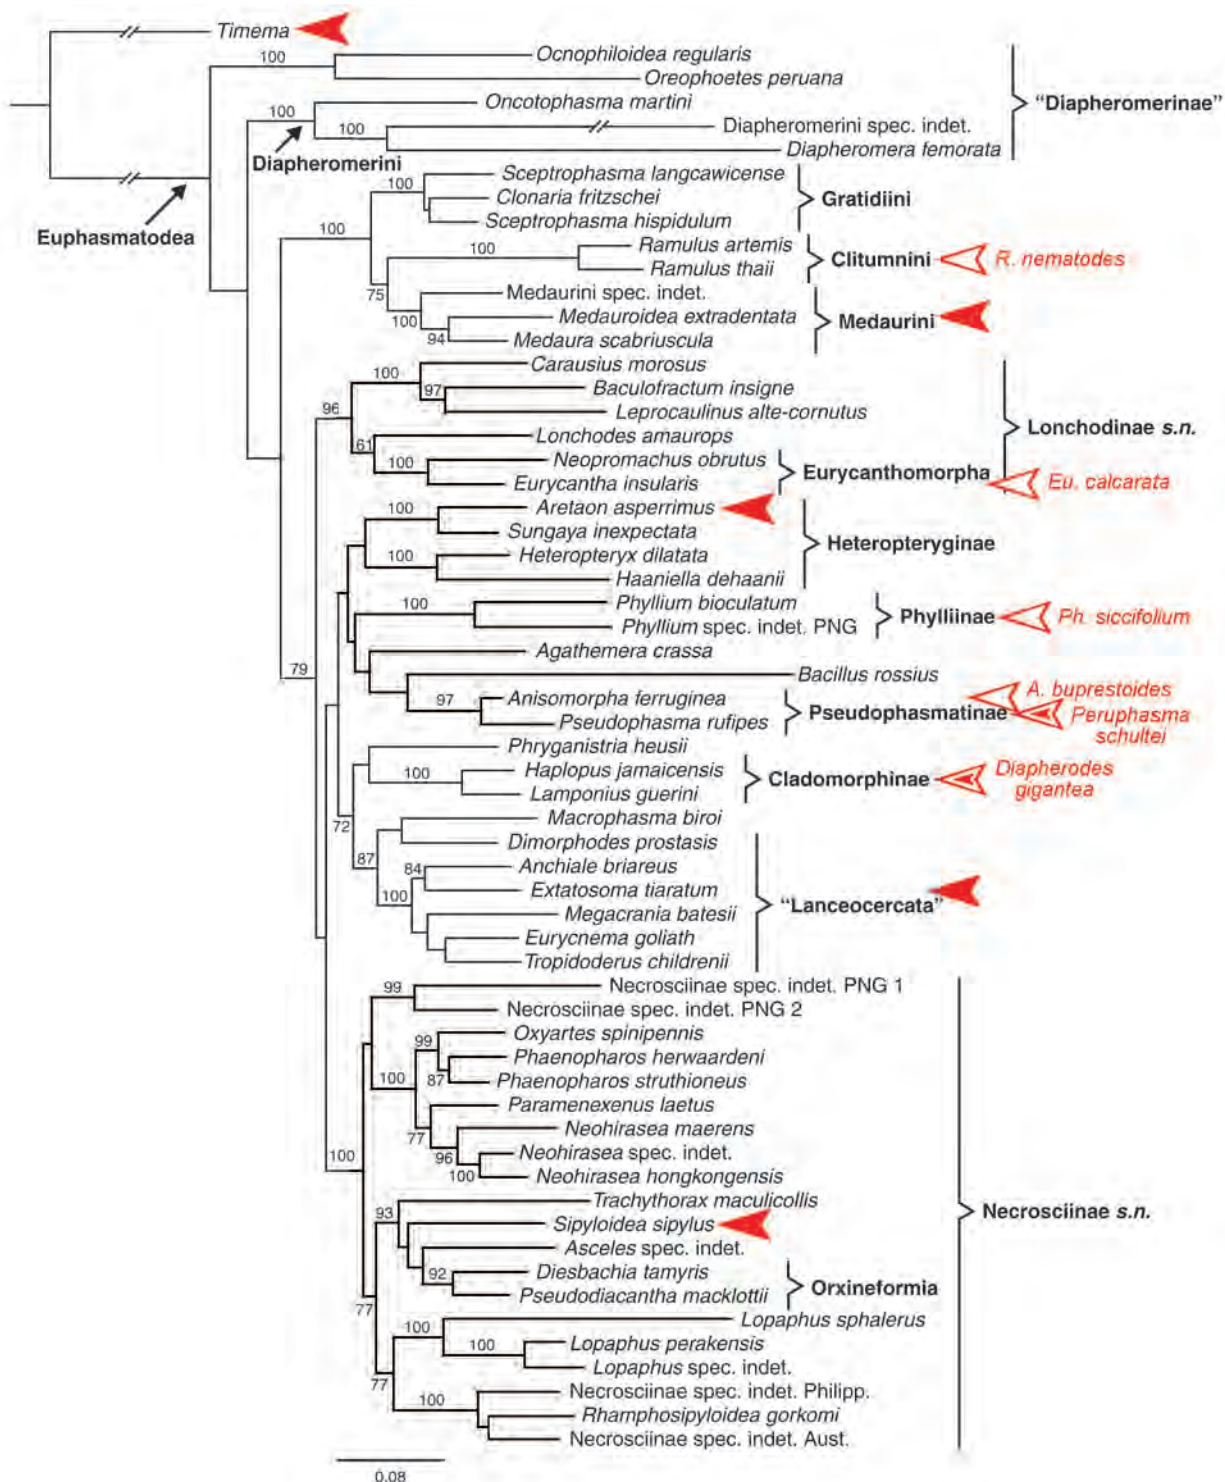 Timema
100
Ocnophiloidea regularis
Oreophoetes peruana
"Diapheromerinae"
100
Oncotophasma martini
100
Diapheromerini spec. indet.
Diapheromera femorata
Diapheromerini
Euphasmatodea
100
Sceptrophasma langcawicense
Clonaria fritzschei
Sceptrophasma hispidulum
Gratidiini
100
100
Ramulus artemis
Ramulus thaii
Clitumnini
R. nematodes
75
Medaurini spec. indet.
100
Medauroidea extradentata
94
Medaura scabriuscula
Medaurini
Carausius morosus
100
97
Baculofractum insigne
Leprocaulinus alte-cornutus
96
Lonchodinae s.n.
61
Lonchodes amaurops
100
Neopromachus obrutus
Eurycantha insularis
Eurycanthomorpha
Eu. calcarata
Aretaon asperrimus
Sungaya inexpectata
100
Heteropteryx dilatata
Haaniella dehaanii
Heteropteryginae
100
Phyllium bioculatum
Phyllium spec. indet. PNG
Phylliinae
Ph. siccifolium
79
Agathemera crassa
Bacillus rossius
97
Anisomorpha ferruginea
Pseudophasma rufipes
Pseudophasmatinae
A. buprestoides
Peruphasma
schultei
Phryganistria heusii
100
Haplopus jamaicensis
Lamponius guerini
Cladomorphinae
Diapherodes
gigantea
72
Macrophasma biroi
Dimorphodes prostasis
87
84
Anchiale briareus
Extatosoma tiaratum
100
Megacrania batesii
Eurycnema goliath
Tropidoderus childrenii
"Lanceocercata"
99
Necrosciinae spec. indet. PNG 1
Necrosciinae spec. indet. PNG 2
99
Oxyartes spinipennis
Phaenopharos herwaardeni
87
Phaenopharos struthioneus
100
Paramenexenus laetus
77
Neohirasea maerens
96
Neohirasea spec. indet.
100
Neohirasea hongkongensis
100
Trachythorax maculicollis
93
Sipyloidea sipylus
Asceles spec. indet.
92
Diesbachia tamyris
Pseudodiacantha macklottii
Orxineformia
Necrosciinae s.n.
77
Lopaphus sphalerus
100
100
Lopaphus perakensis
Lopaphus spec. indet.
77
Necrosciinae spec. indet. Philipp.
100
Rhamphosipyloidea gorkomi
Necrosciinae spec. indet. Aust.
0.08